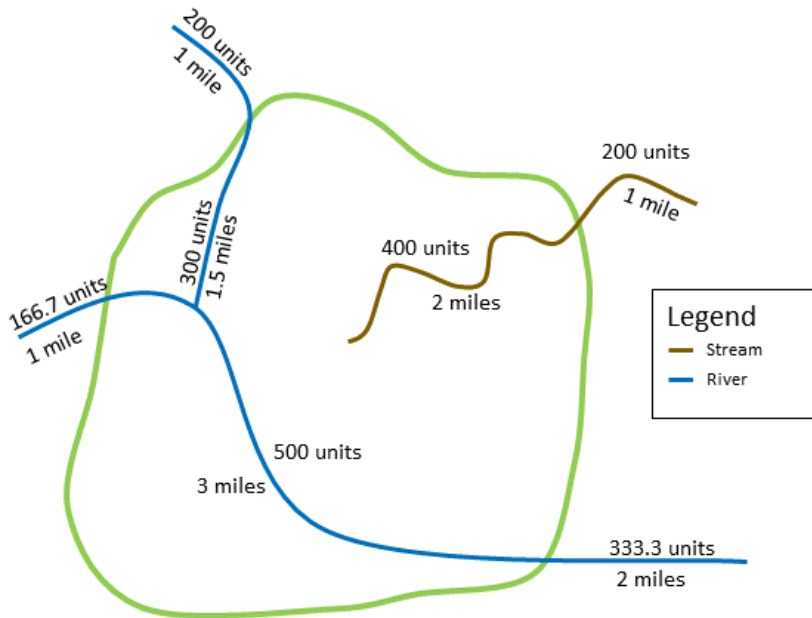 200 units
1 mile
200 units
1 mile
300 units
1.5 miles
400 units
2 miles
166.7 units
1 mile
Legend
Stream
River
500 units
3 miles
333.3 units
2 miles